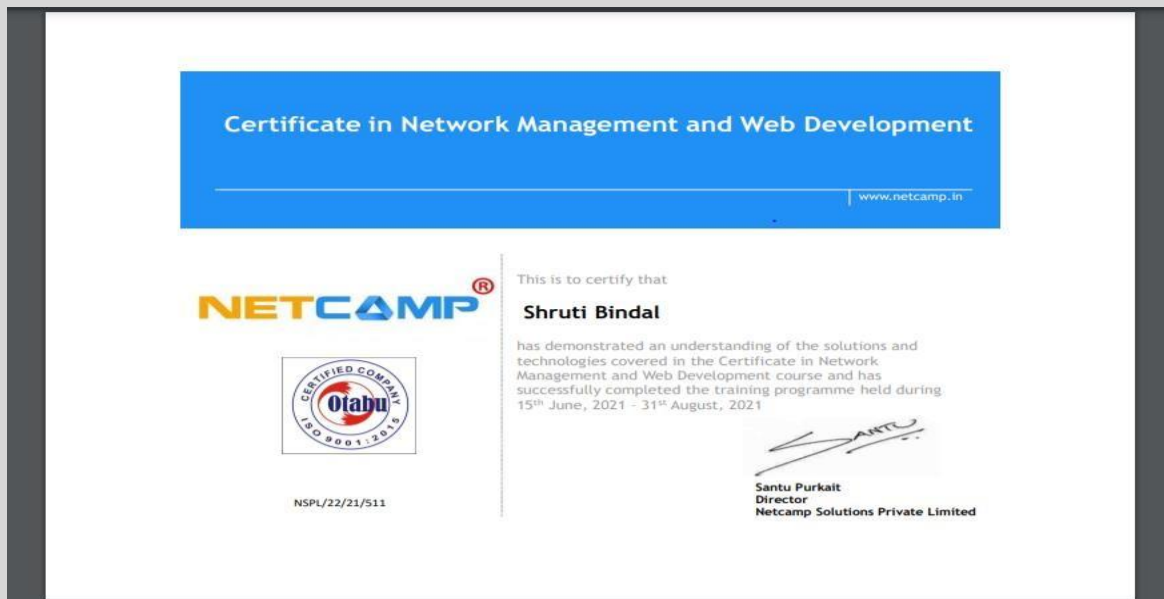 Certificate in Network Management and Web Development
www.netcamp.in
NETCAMP®
CERTIFIED COMPANY
Otabu
ISO 9001:2015
NSPL/22/21/511
This is to certify that
Shruti Bindal
has demonstrated an understanding of the solutions and
technologies covered in the Certificate in Network
Management and Web Development course and has
successfully completed the training programme held during
15th June, 2021 - 31st August, 2021
SANTU
Santu Purkait
Director
Netcamp Solutions Private Limited